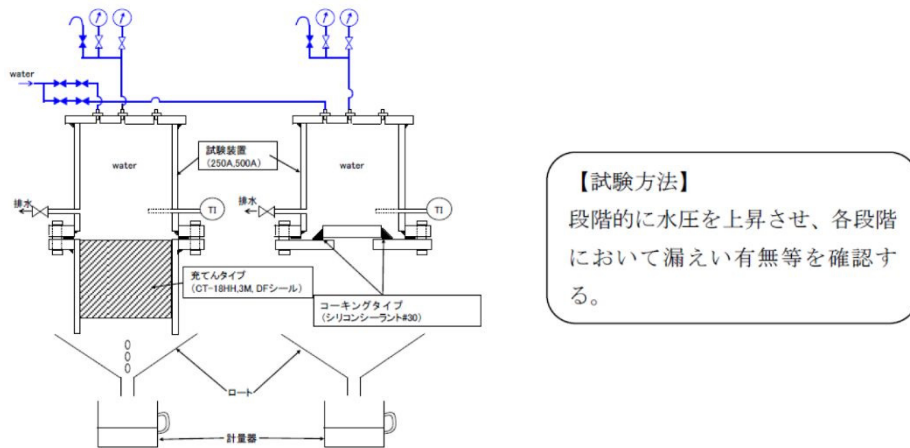 water
試験装置
(250A,500A)
water
water
排水
TI
排水
TI
充てんタイプ
(CT-18HH,3M, DFシール)
コーキングタイプ
(シリコンシーラント#30)
ロート
計量器
【試験方法】
段階的に水圧を上昇させ、各段階
において漏えい有無等を確認す
る。